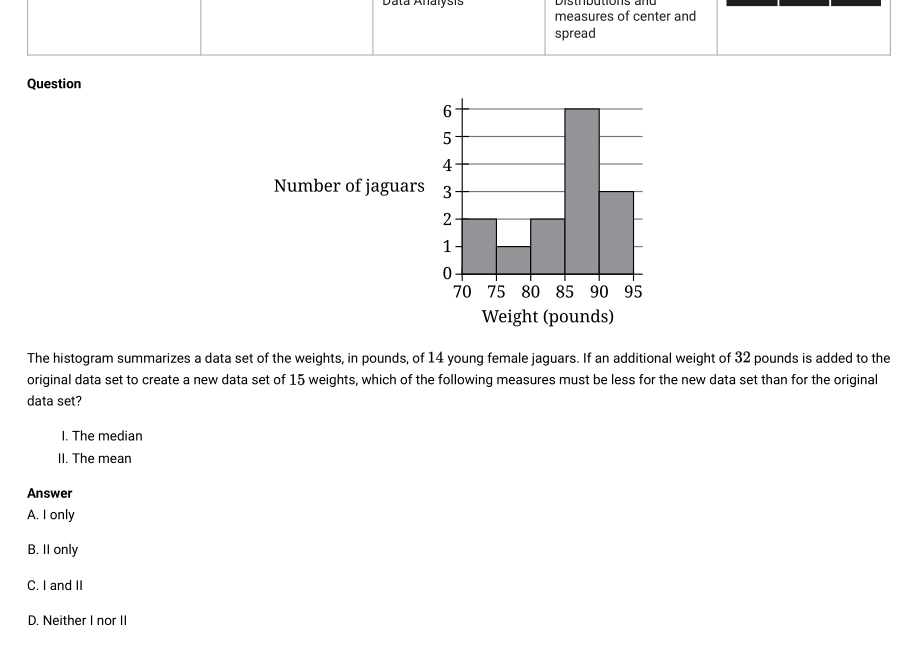 Data Analysis
Distributions and
measures of center and
spread
Question
6
5
4
3
2
1
0
Number of jaguars
70 75 80 85 90 95
Weight (pounds)
The histogram summarizes a data set of the weights, in pounds, of 14 young female jaguars. If an additional weight of 32 pounds is added to the
original data set to create a new data set of 15 weights, which of the following measures must be less for the new data set than for the original
data set?
I. The median
II. The mean
Answer
A. I only
B. II only
C. I and II
D. Neither I nor II